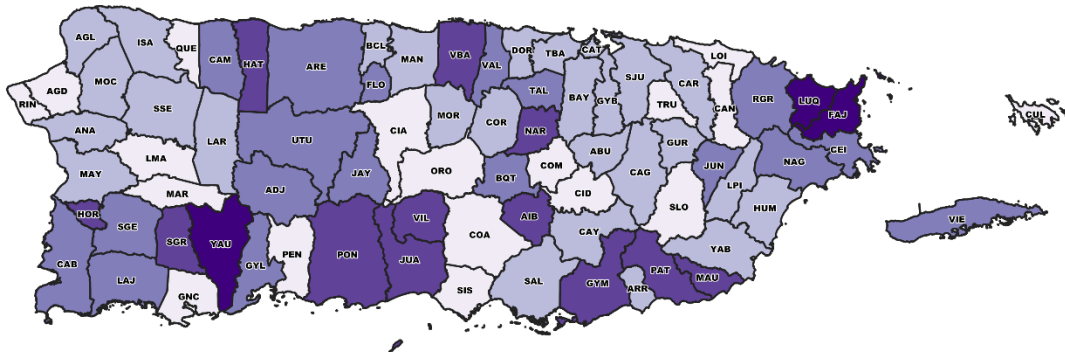 AGL
ISA
QUE
CAM
HAT
ARE
BCL
MAN
VBA
VAL
DOR
TBA
CAT
SJU
CAR
LOI
RIN
AGD
MOC
SSE
FLO
TAL
BAY
GYB
TRU
CAN
RGR
LUQ
FAJ
CUL
ANA
LAR
UTU
CIA
MOR
COR
NAR
ABU
GUR
CEI
MAY
LMA
MAR
ADJ
JAY
ORO
BQT
COM
CID
CAG
JUN
NAG
LPI
HOR
SGE
SGR
YAU
GYL
PEN
PON
VIL
JUA
COA
AIB
CAY
SLO
HUM
YAB
VIE
CAB
LAJ
GNC
SIS
SAL
GYM
ARR
PAT
MAU